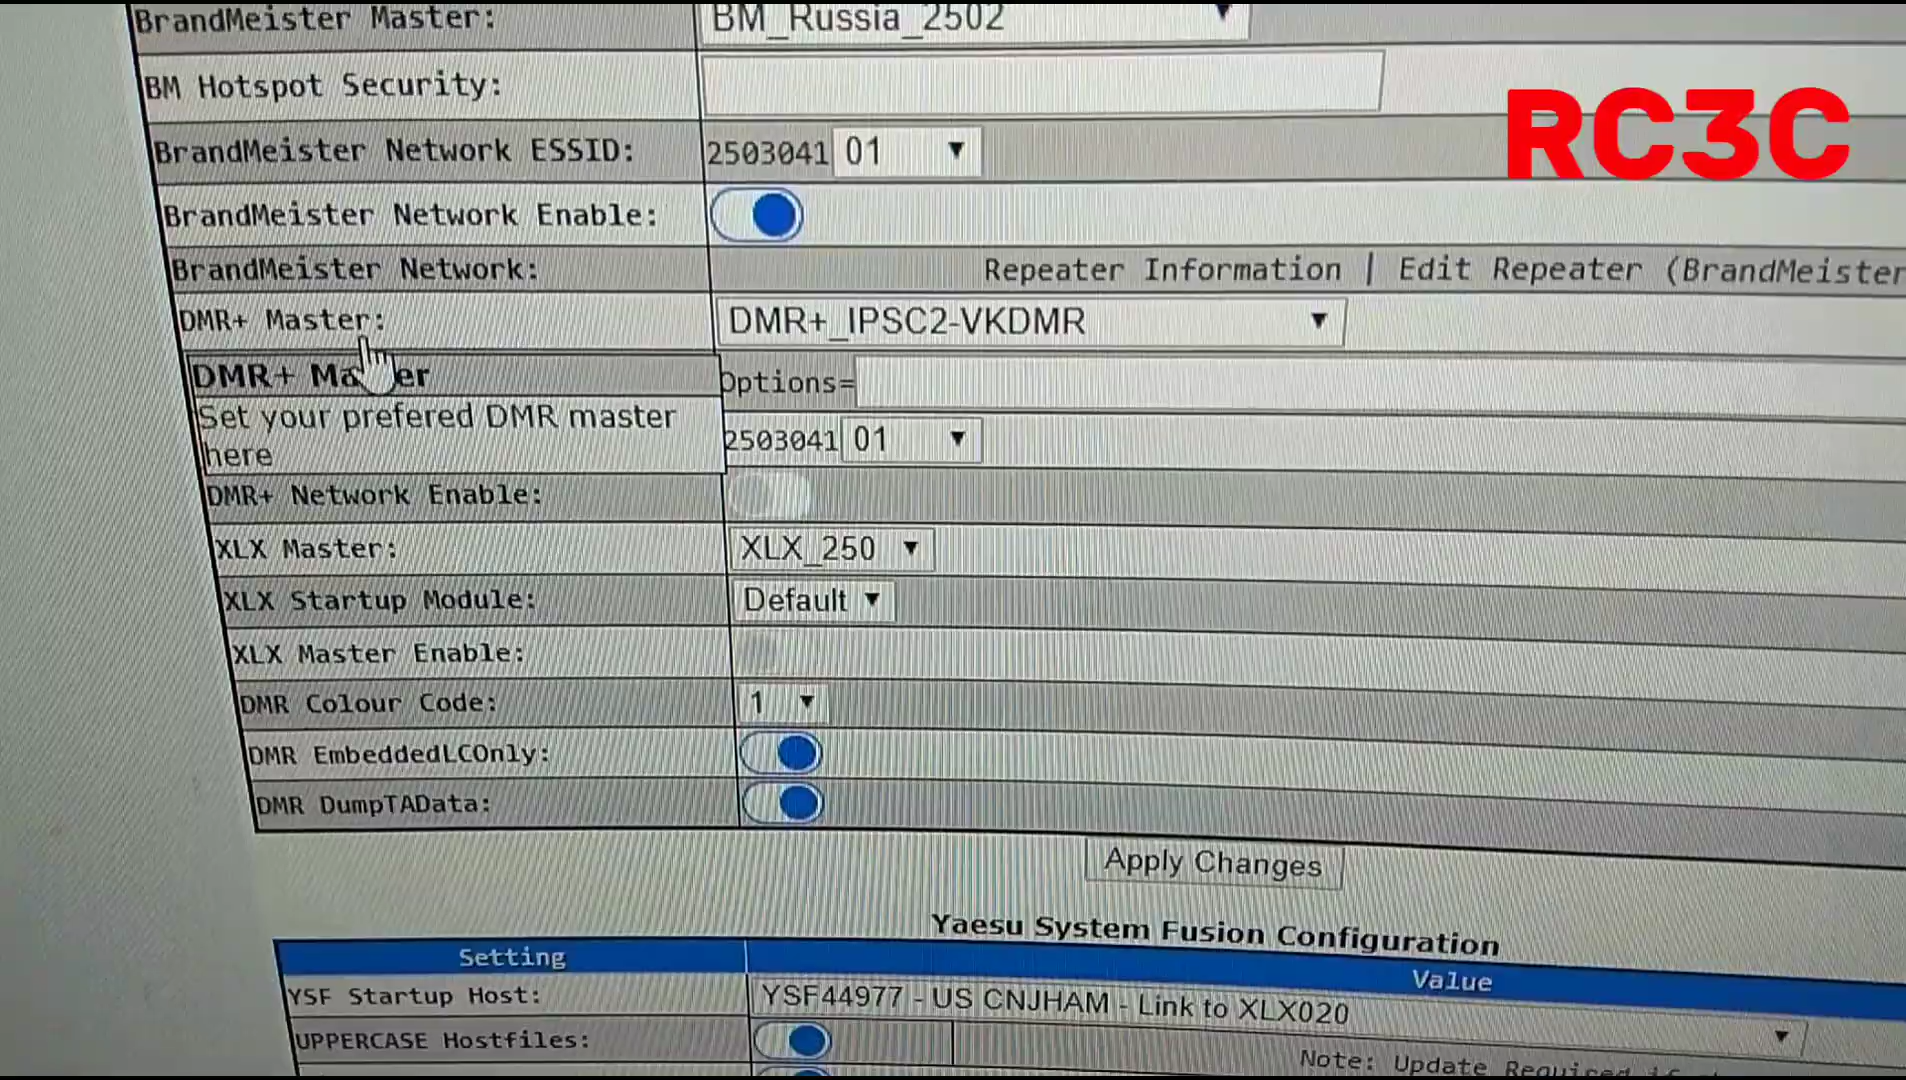 BrandMeister Master: BM_Russia_2502
BM Hotspot Security:
RC3C
BrandMeister Network ESSID: 2503041 01
BrandMeister Network Enable:
BrandMeister Network: Repeater Information | Edit Repeater (BrandMeister
DMR+ Master: DMR+_IPSC2-VKDMR
DMR+ Master
Options=
Set your prefered DMR master
here
2503041 01
DMR+ Network Enable:
XLX Master: XLX_250
XLX Startup Module: Default
XLX Master Enable:
DMR Colour Code: 1
DMR EmbeddedLCOnly:
DMR DumpTAData:
Apply Changes
Yaesu System Fusion Configuration
Setting Value
YSF Startup Host: YSF44977 - US CNJHAM - Link to XLX020
UPPERCASE Hostfiles:
Note: Update Required if